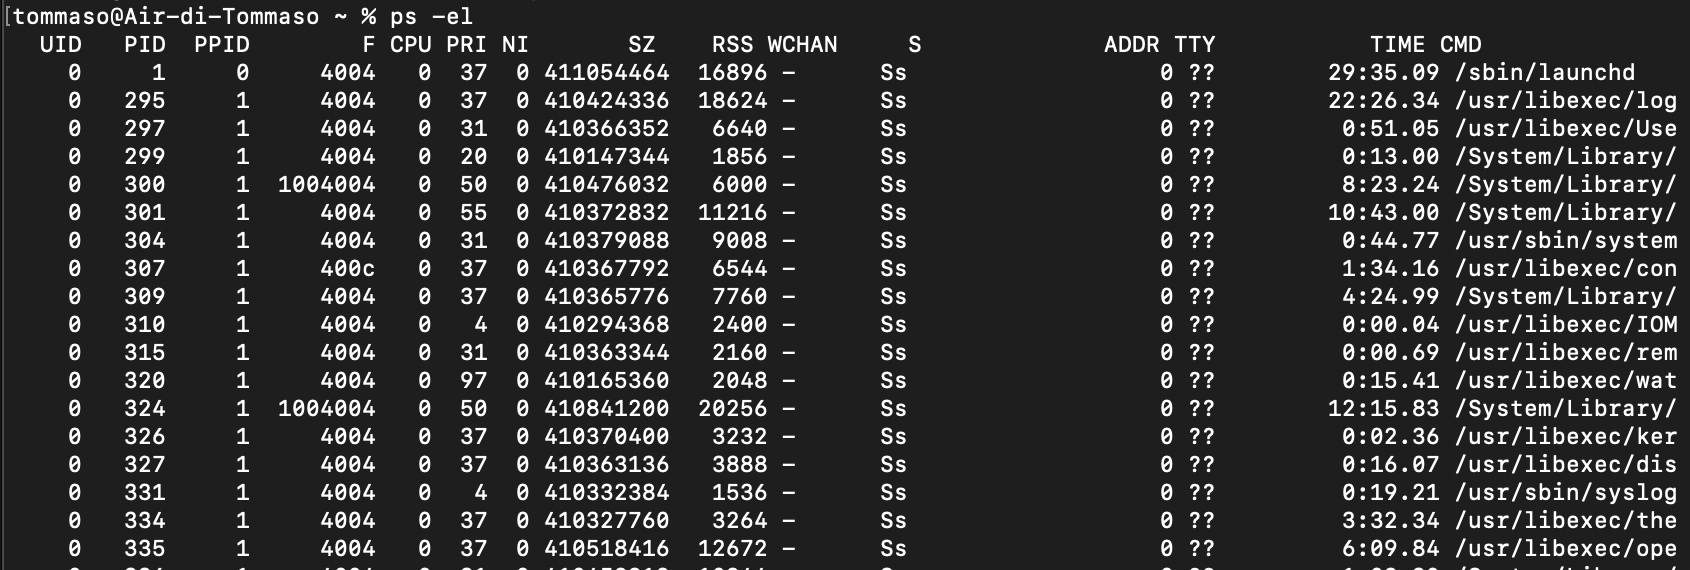 [tommaso@Air-di-Tommaso ~ % ps -el
UID PID PPID F CPU PRI NI SZ RSS WCHAN S ADDR TTY TIME CMD
0 1 0 4004 0 37 0 411054464 16896 - Ss 0 ?? 29:35.09 /sbin/launchd
0 295 1 4004 0 37 0 410424336 18624 - Ss 0 ?? 22:26.34 /usr/libexec/log
0 297 1 4004 0 31 0 410366352 6640 - Ss 0 ?? 0:51.05 /usr/libexec/Use
0 299 1 4004 0 20 0 410147344 1856 - Ss 0 ?? 0:13.00 /System/Library/
0 300 1 1004004 0 50 0 410476032 6000 - Ss 0 ?? 8:23.24 /System/Library/
0 301 1 4004 0 55 0 410372832 11216 - Ss 0 ?? 10:43.00 /System/Library/
0 304 1 4004 0 31 0 410379088 9008 - Ss 0 ?? 0:44.77 /usr/sbin/system
0 307 1 400c 0 37 0 410367792 6544 - Ss 0 ?? 1:34.16 /usr/libexec/con
0 309 1 4004 0 37 0 410365776 7760 - Ss 0 ?? 4:24.99 /System/Library/
0 310 1 4004 0 4 0 410294368 2400 - Ss 0 ?? 0:00.04 /usr/libexec/IOM
0 315 1 4004 0 31 0 410363344 2160 - Ss 0 ?? 0:00.69 /usr/libexec/rem
0 320 1 4004 0 97 0 410165360 2048 - Ss 0 ?? 0:15.41 /usr/libexec/wat
0 324 1 1004004 0 50 0 410841200 20256 - Ss 0 ?? 12:15.83 /System/Library/
0 326 1 4004 0 37 0 410370400 3232 - Ss 0 ?? 0:02.36 /usr/libexec/ker
0 327 1 4004 0 37 0 410363136 3888 - Ss 0 ?? 0:16.07 /usr/libexec/dis
0 331 1 4004 0 4 0 410332384 1536 - Ss 0 ?? 0:19.21 /usr/sbin/syslog
0 334 1 4004 0 37 0 410327760 3264 - Ss 0 ?? 3:32.34 /usr/libexec/the
0 335 1 4004 0 37 0 410518416 12672 - Ss 0 ?? 6:09.84 /usr/libexec/ope